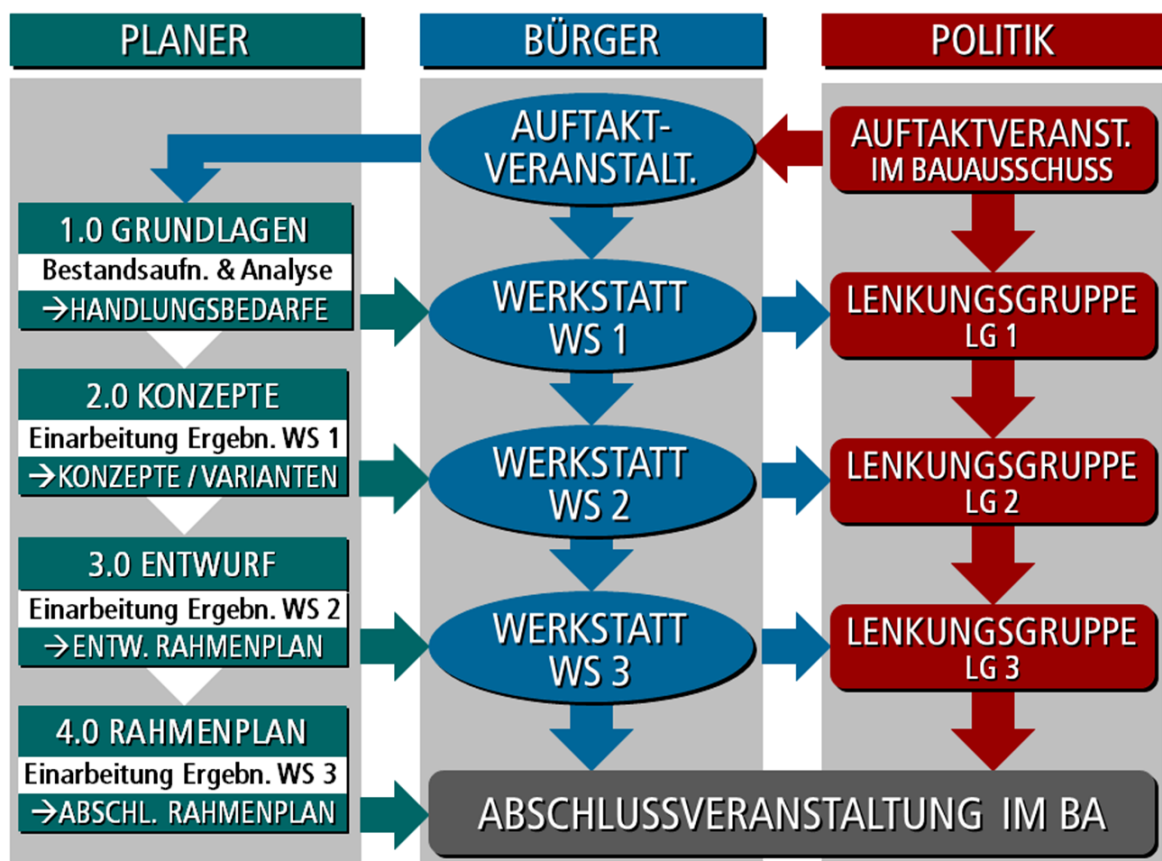 PLANER
BÜRGER
POLITIK
AUFTAKT-
VERANSTALT.
AUFTAKTVERANST.
IM BAUAUSSCHUSS
1.0 GRUNDLAGEN
Bestandsaufn. & Analyse
→HANDLUNGSBEDARFE
WERKSTATT
WS 1
LENKUNGSGRUPPE
LG 1
2.0 KONZEPTE
Einarbeitung Ergebn. WS 1
→KONZEPTE / VARIANTEN
WERKSTATT
WS 2
LENKUNGSGRUPPE
LG 2
3.0 ENTWURF
Einarbeitung Ergebn. WS 2
→ENTW. RAHMENPLAN
WERKSTATT
WS 3
LENKUNGSGRUPPE
LG 3
4.0 RAHMENPLAN
Einarbeitung Ergebn. WS 3
→ABSCHL. RAHMENPLAN
ABSCHLUSSVERANSTALTUNG IM BA